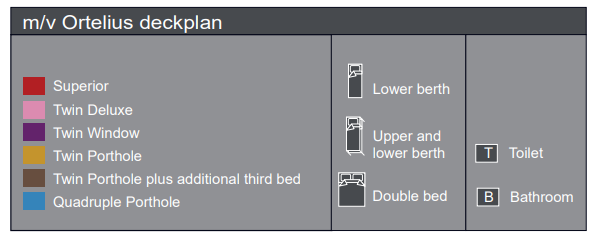 m/v Ortelius deckplan
Superior
Twin Deluxe
Twin Window
Twin Porthole
Twin Porthole plus additional third bed
Quadruple Porthole
Lower berth
Upper and
lower berth
Double bed
T Toilet
B Bathroom